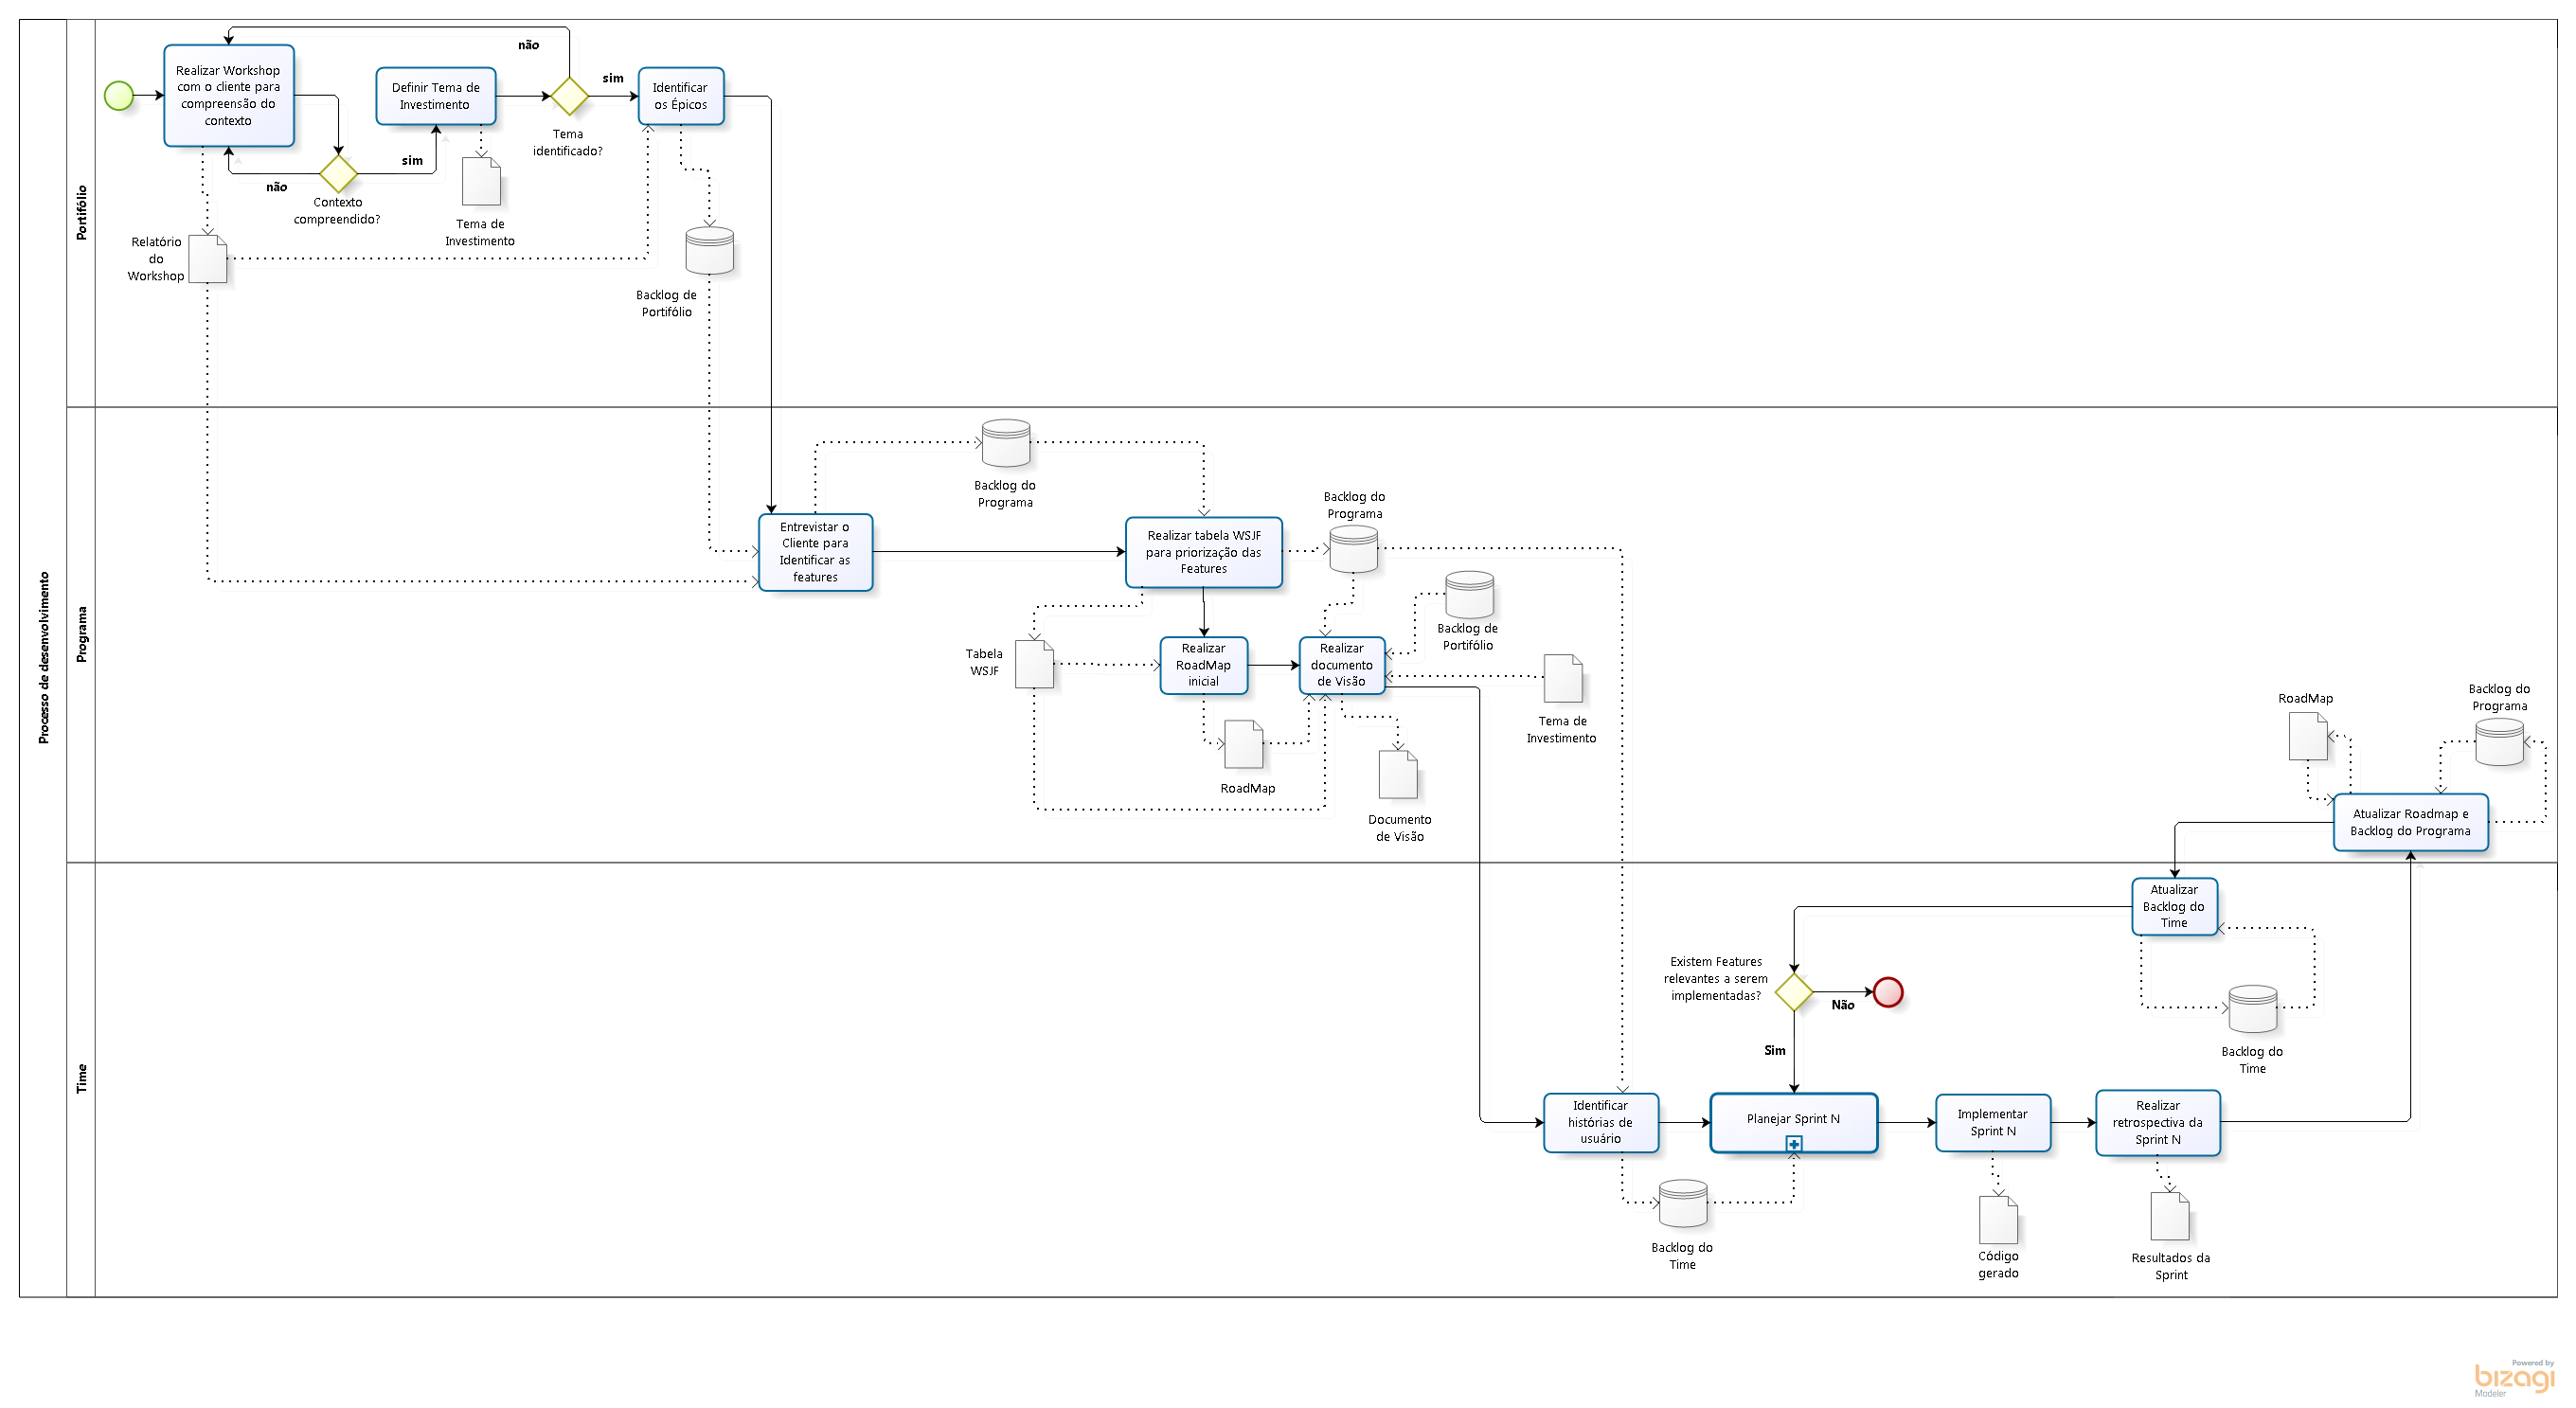 Processo de desenvolvimento
Portifólio
não
Realizar Workshop
com o cliente para
compreensão do
contexto
Definir Tema de
Investimento
sim
Identificar
os Épicos
Tema
identificado?
sim
não
Contexto
compreendido?
Tema de
Investimento
Relatório
do
Workshop
Backlog de
Portifólio
Programa
Backlog do
Programa
Entrevistar o
Cliente para
Identificar as
features
Realizar tabela WSJF
para priorização das
Features
Backlog do
Programa
Backlog de
Portifólio
Tabela
WSJF
Realizar
RoadMap
inicial
Realizar
documento
de Visão
Tema de
Investimento
RoadMap
Documento
de Visão
RoadMap
Backlog do
Programa
Atualizar Roadmap e
Backlog do Programa
Time
Atualizar
Backlog do
Time
Existem Features
relevantes a serem
implementadas?
Não
Sim
Backlog do
Time
Identificar
histórias de
usuário
Planejar Sprint N
Implementar
Sprint N
Realizar
retrospectiva da
Sprint N
Backlog do
Time
Código
gerado
Resultados da
Sprint
Powered by
bizagi
Modeler